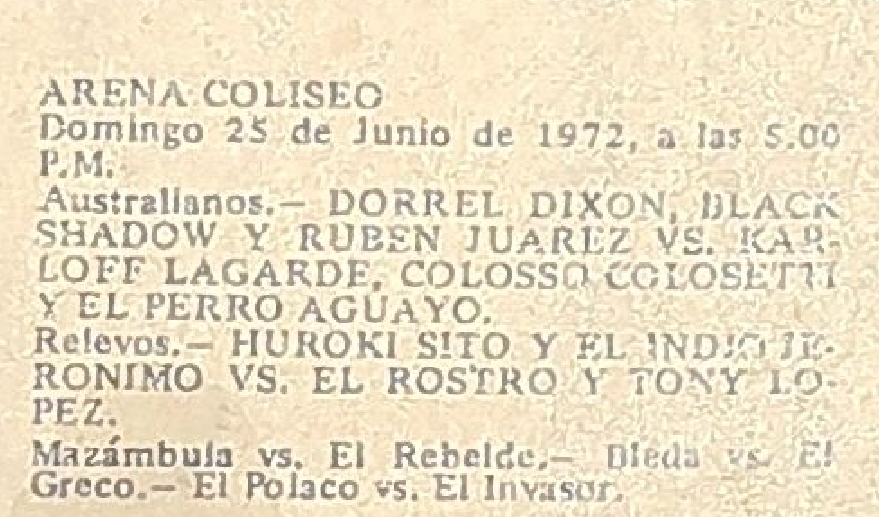 ARENA COLISEO
Domingo 25 de Junio de 1972, a las 5.00
P.M.
Australianos.— DORREL DIXON, BLACK
SHADOW Y RUBEN JUAREZ VS. KAR-
LOFF LAGARDE, COLOSSO COLOSETTI
Y EL PERRO AGUAYO.
Relevos.— HUROKI SITO Y EL INDIO JE-
RONIMO VS. EL ROSTRO Y TONY LO-
PEZ.
Mazámbula vs. El Rebelde.— Bleda vs. El
Greco.— El Polaco vs. El Invasor.